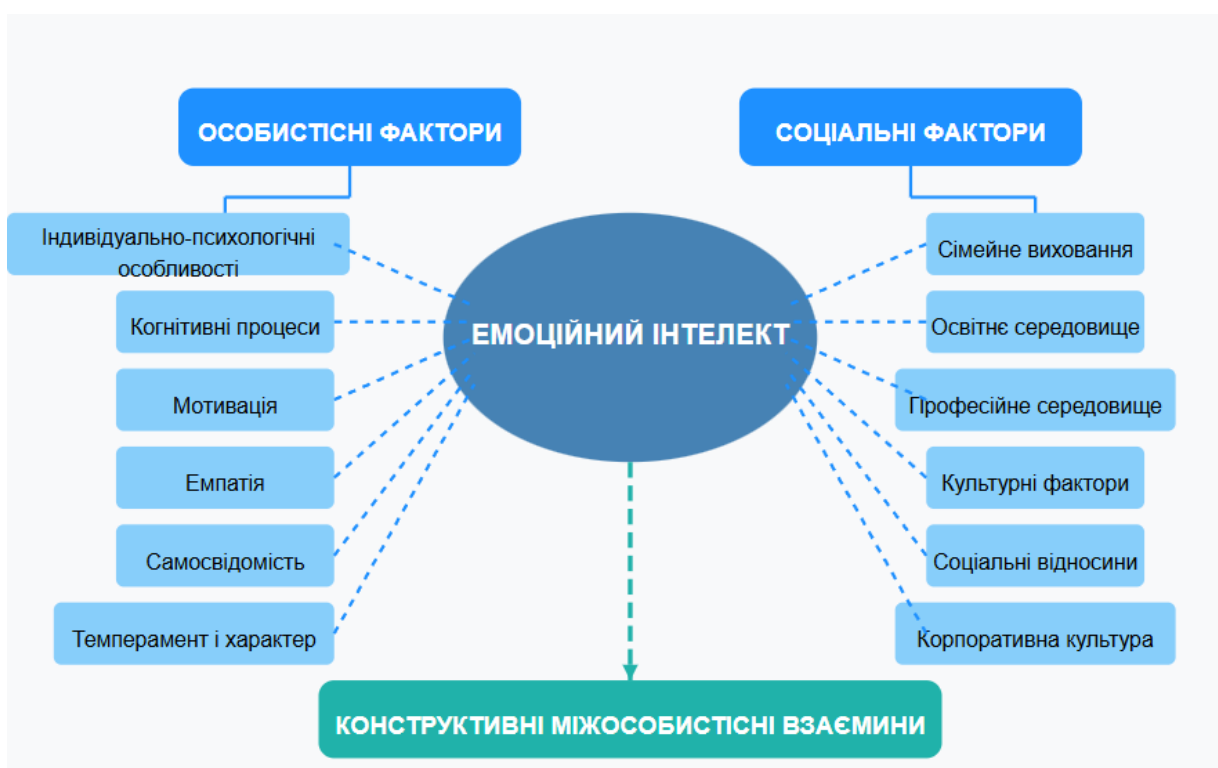 ОСОБИСТІСНІ ФАКТОРИ
СОЦІАЛЬНІ ФАКТОРИ
Індивідуально-психологічні
особливості
Когнітивні процеси
Мотивація
Емпатія
Самосвідомість
Темперамент і характер
ЕМОЦІЙНИЙ ІНТЕЛЕКТ
Сімейне виховання
Освітнє середовище
Професійне середовище
Культурні фактори
Соціальні відносини
Корпоративна культура
КОНСТРУКТИВНІ МІЖОСОБИСТІСНІ ВЗАЄМИНИ